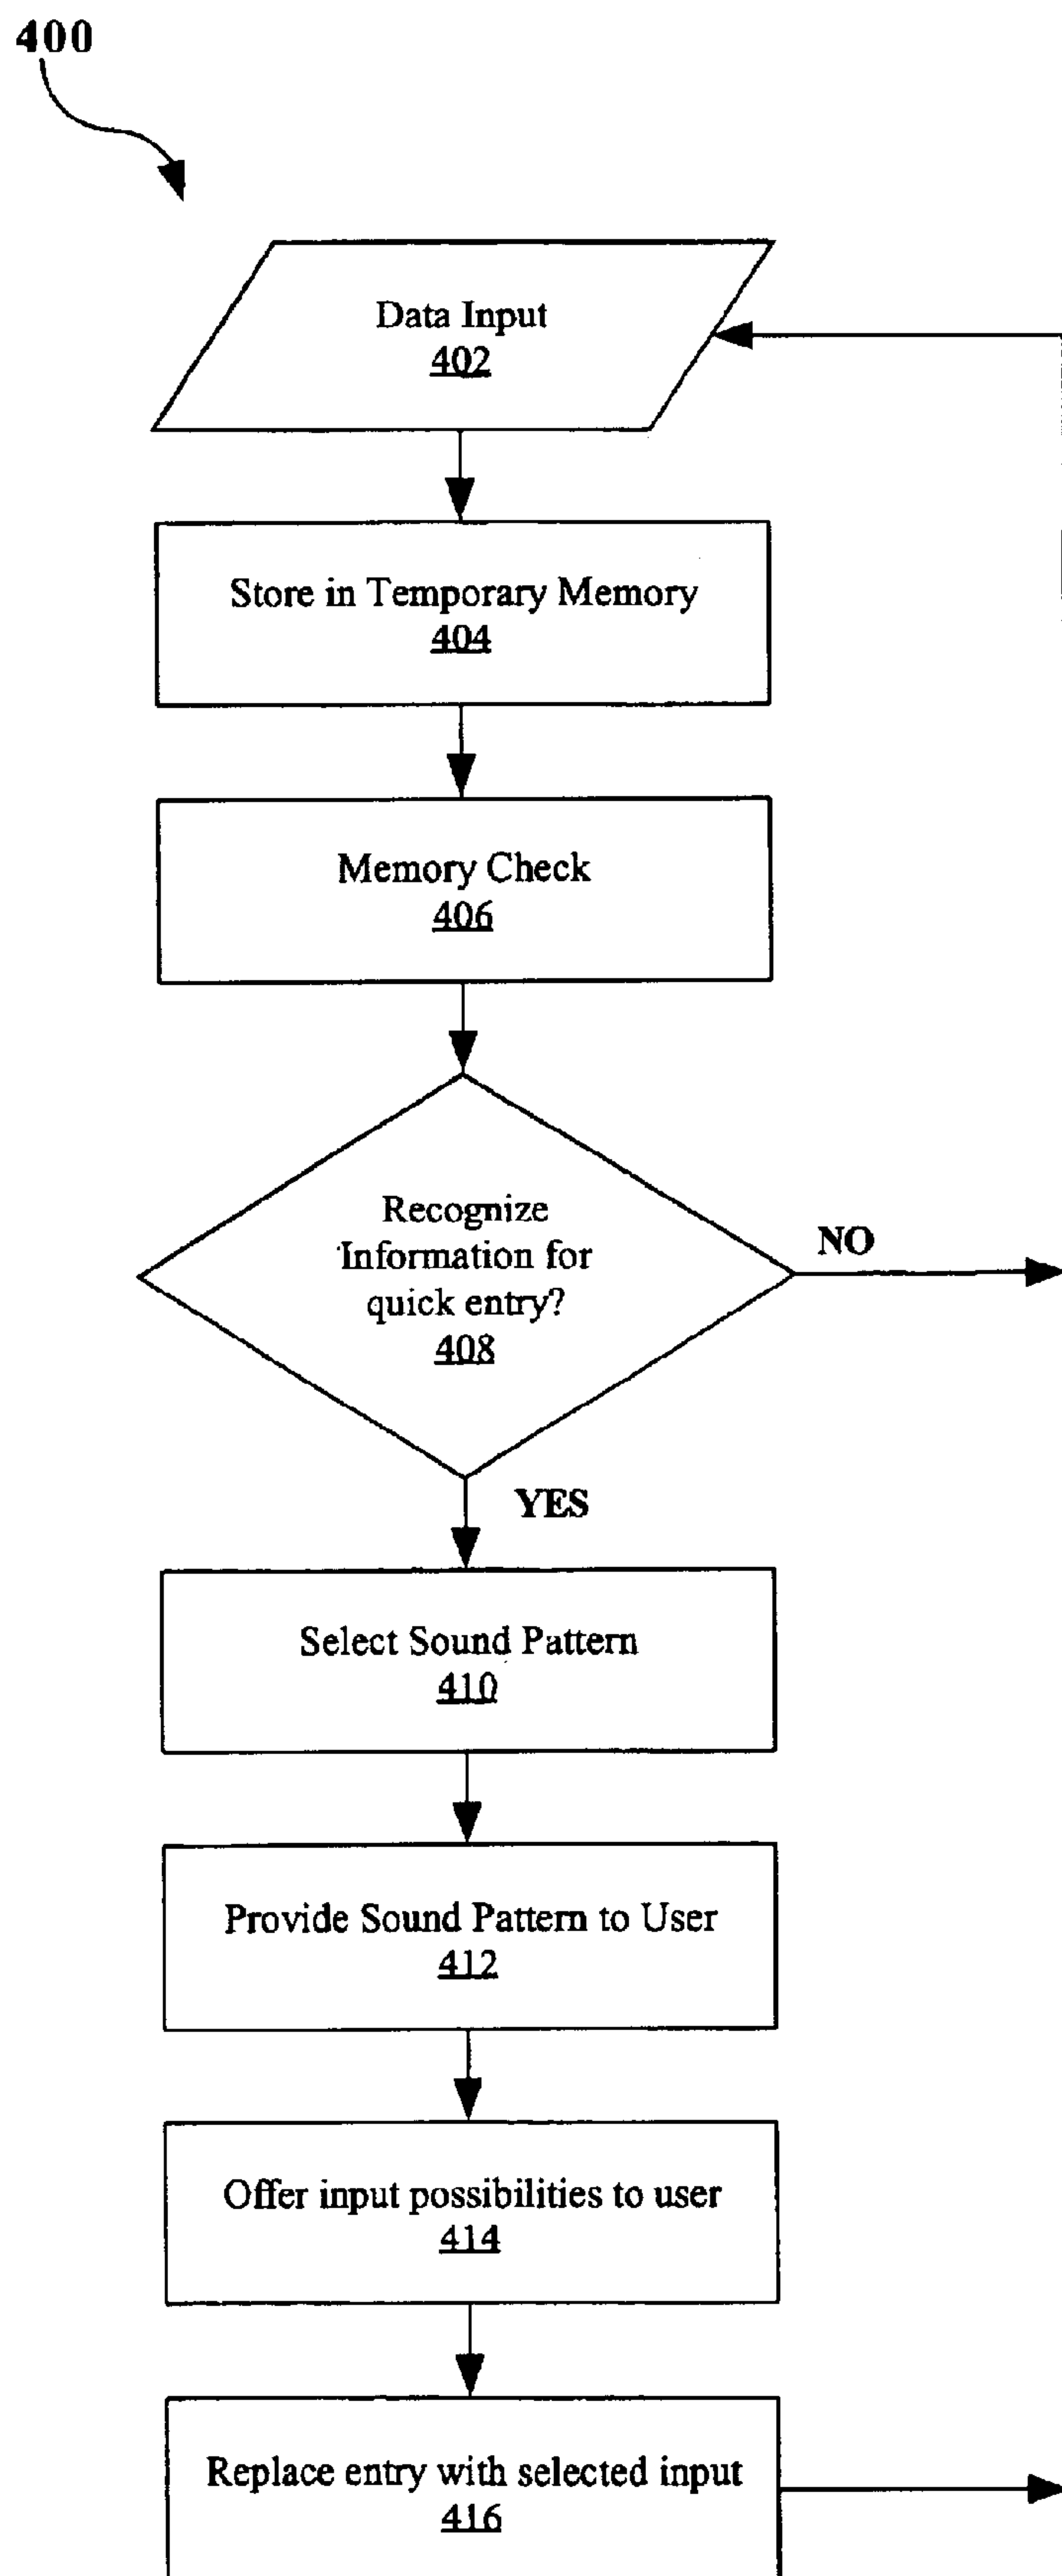 400
Data Input
402
Store in Temporary Memory
404
Memory Check
406
Recognize
Information for
quick entry?
408
NO
YES
Select Sound Pattern
410
Provide Sound Pattern to User
412
Offer input possibilities to user
414
Replace entry with selected input
416